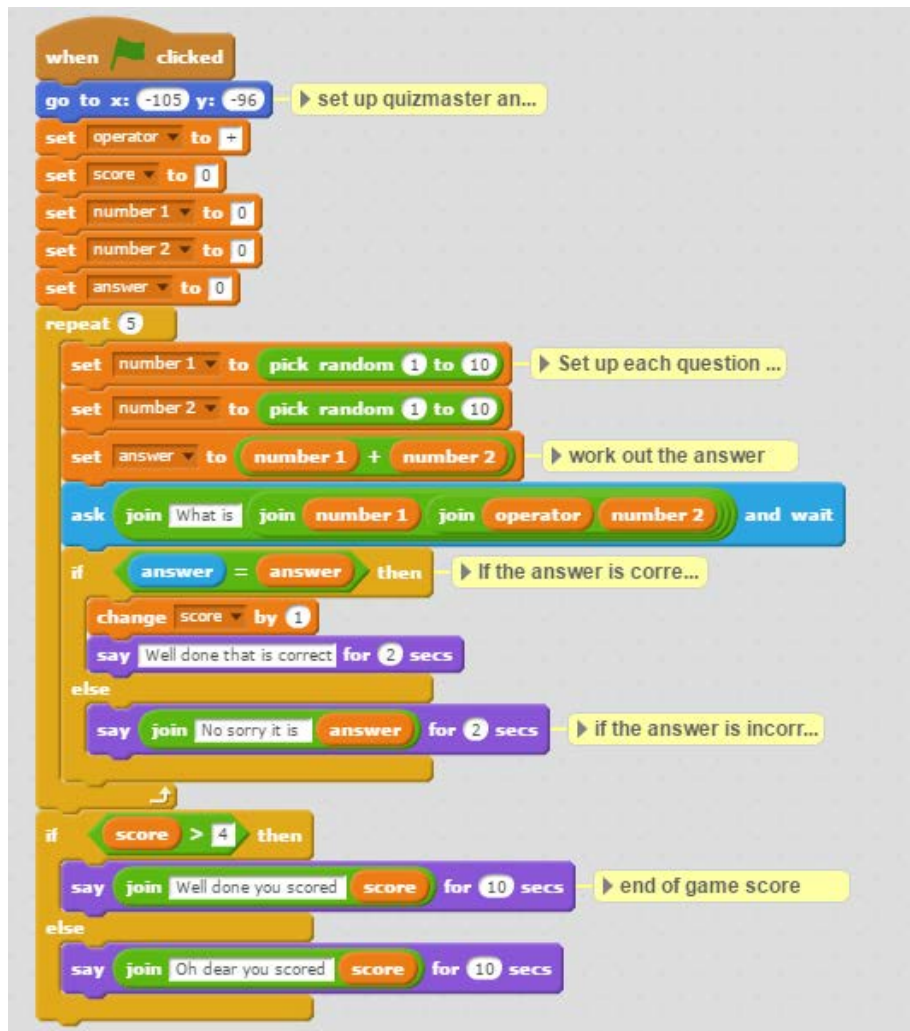 when clicked
go to x: -105 y: -96 set up quizmaster an...
set operator to +
set score to 0
set number 1 to 0
set number 2 to 0
set answer to 0
repeat 5
set number 1 to pick random 1 to 10 Set up each question ...
set number 2 to pick random 1 to 10
set answer to number 1 + number 2 work out the answer
ask join What is join number 1 join operator number 2 and wait
if answer = answer then If the answer is corre...
change score by 1
say Well done that is correct for 2 secs
else
say join No sorry it is answer for 2 secs if the answer is incorr...
if score > 4 then
say join Well done you scored score for 10 secs end of game score
else
say join Oh dear you scored score for 10 secs